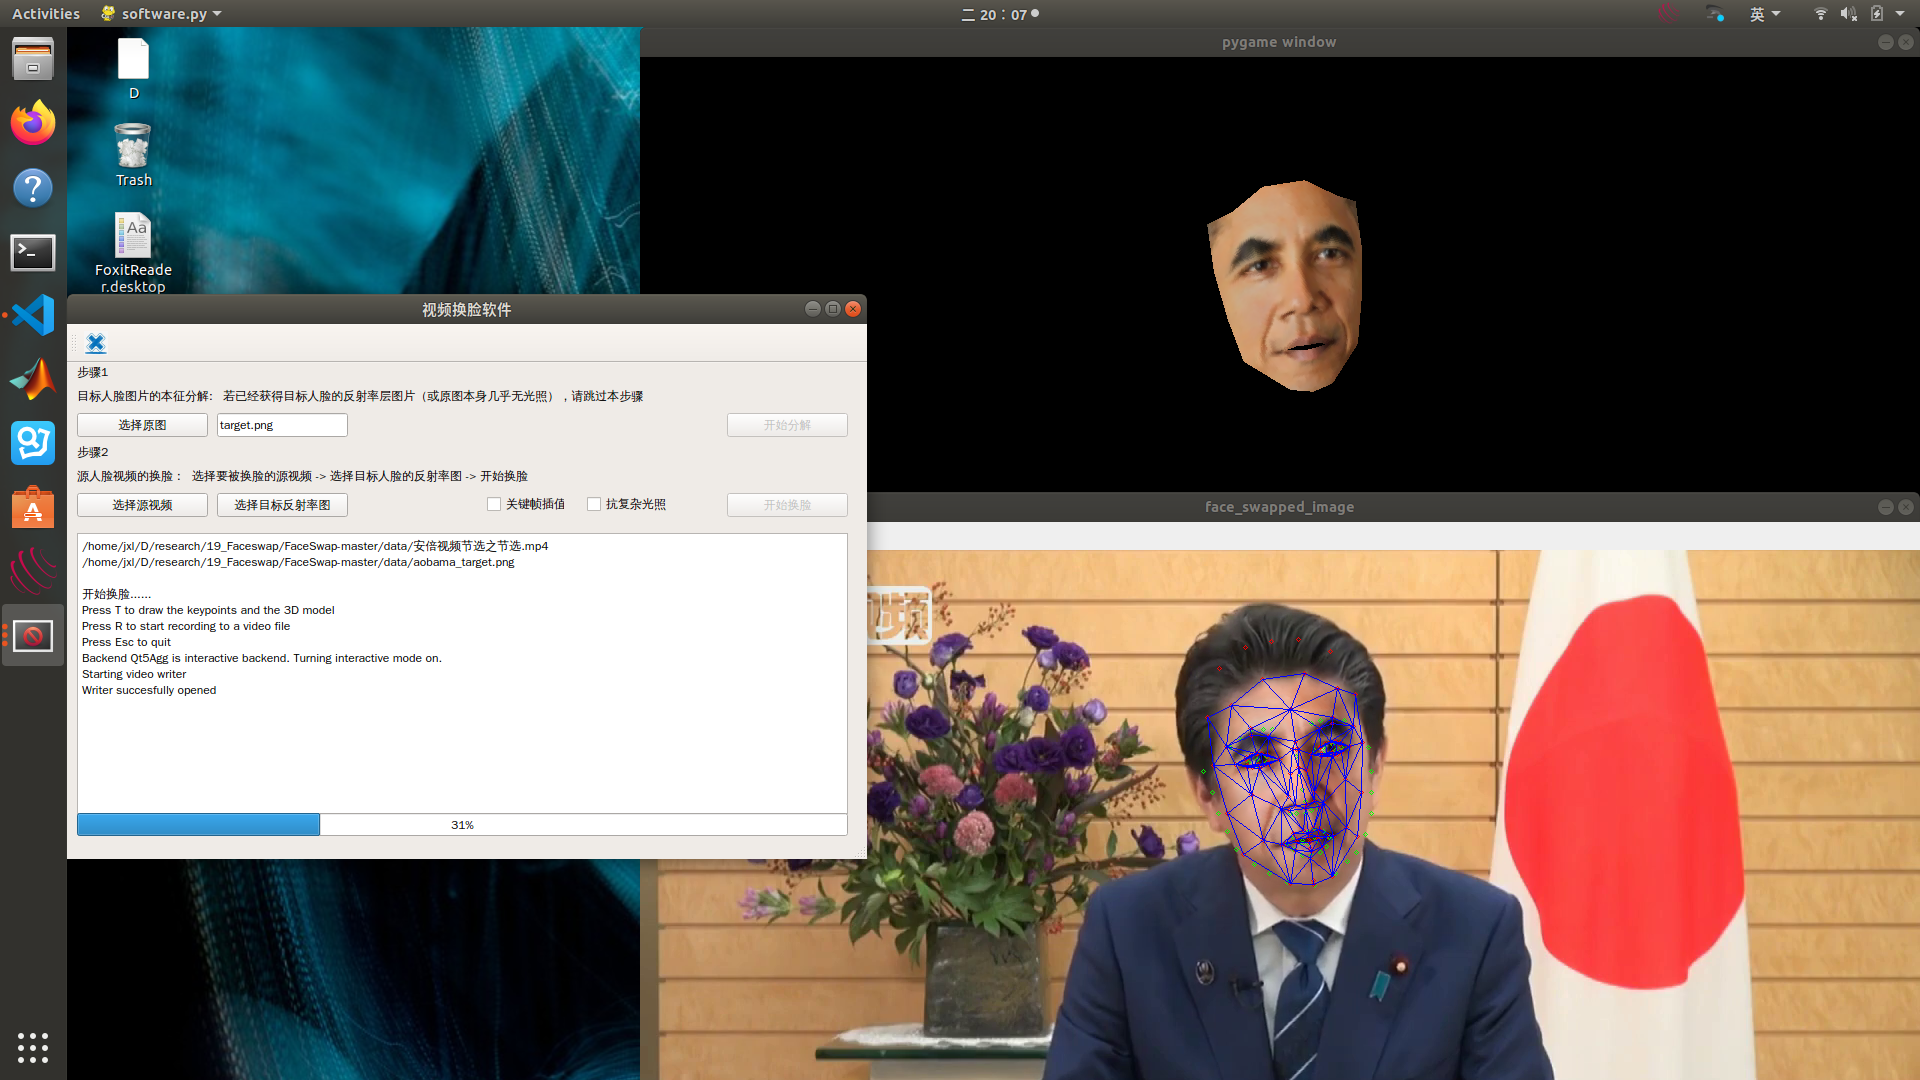 Activities
software.py
二 20：07
英
pygame window
D
Trash
Aa
FoxitReade
r.desktop
视频换脸软件
步骤1
目标人脸图片的本征分解: 若已经获得目标人脸的反射率层图片（或原图本身几乎无光照），请跳过本步骤
选择原图
target.png
开始分解
步骤2
源人脸视频的换脸： 选择要被换脸的源视频 -> 选择目标人脸的反射率图 -> 开始换脸
选择源视频
选择目标反射率图
关键帧插值
抗复杂光照
开始换脸
/home/jxl/D/research/19_Faceswap/FaceSwap-master/data/安倍视频节选之节选.mp4
/home/jxl/D/research/19_Faceswap/FaceSwap-master/data/aobama_target.png
开始换脸......
Press T to draw the keypoints and the 3D model
Press R to start recording to a video file
Press Esc to quit
Backend Qt5Agg is interactive backend. Turning interactive mode on.
Starting video writer
Writer succesfully opened
31%
face_swapped_image
频